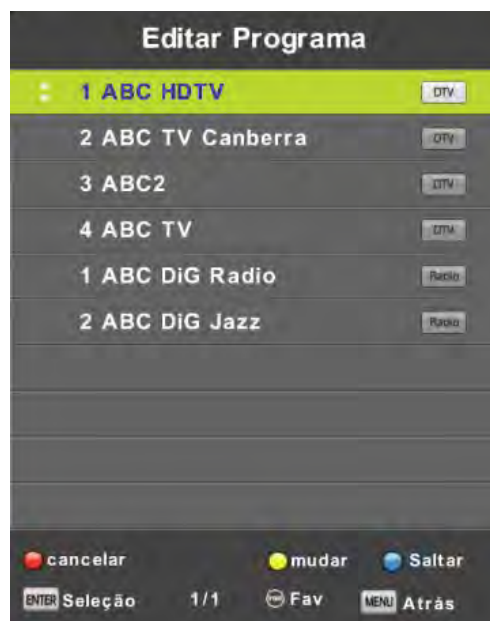 Editar Programa
1 ABC HDTV DTV
2 ABC TV Canberra DTV
3 ABC2 DTV
4 ABC TV DTV
1 ABC DiG Radio Radio
2 ABC DiG Jazz Radio
cancelar mudar Saltar
ENTER Seleção 1/1 Fav MENU Atrás